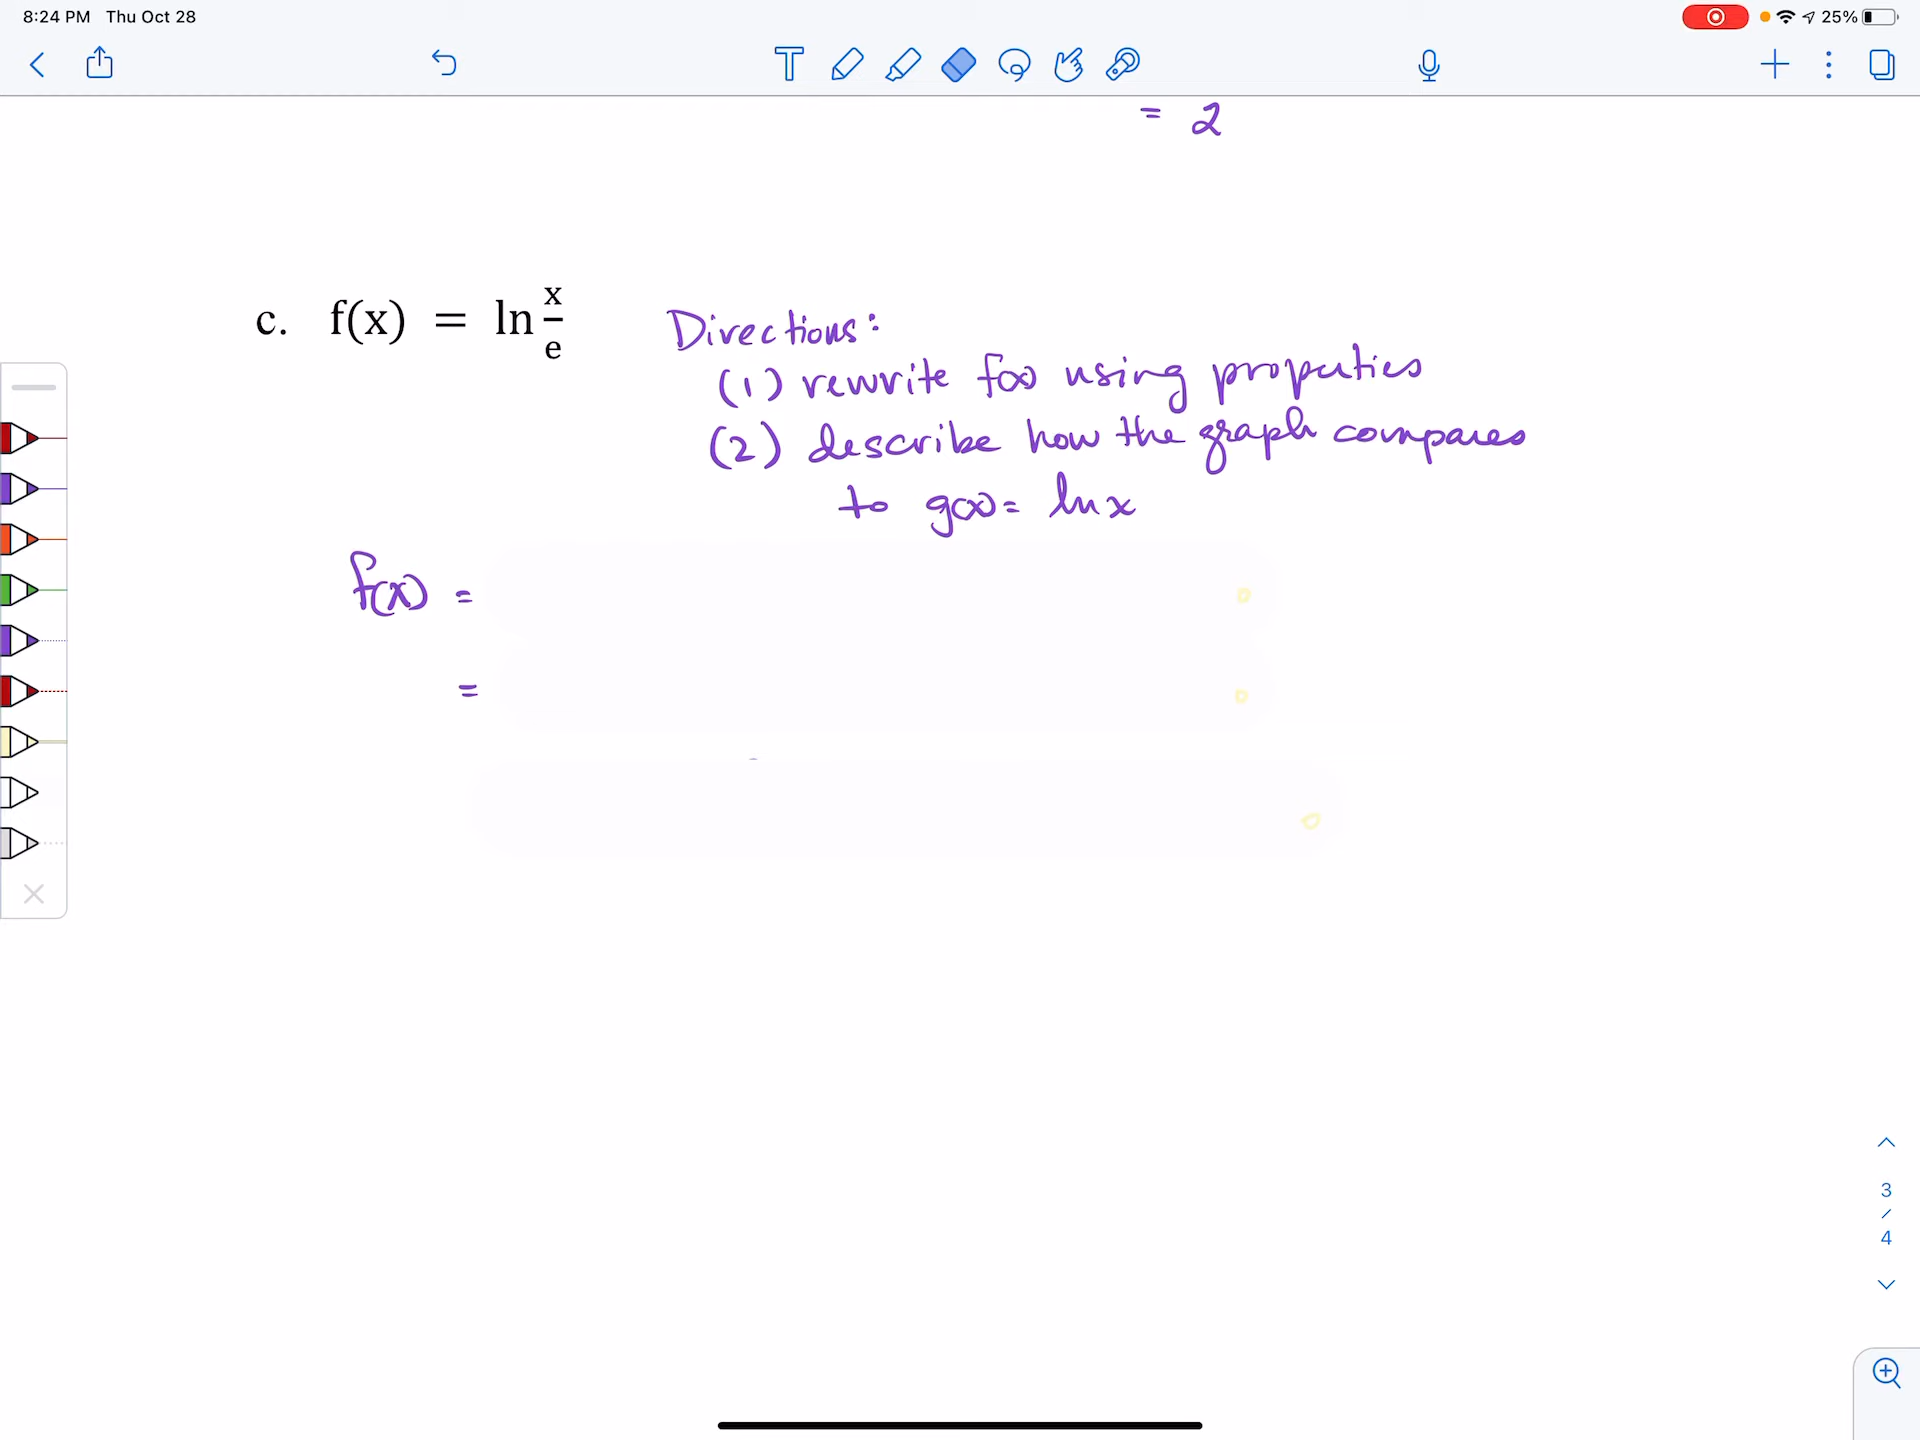 8:24 PM Thu Oct 28
25%
= 2
c. f(x) = ln x/e
Directions:
(1) rewrite f(x) using properties
(2) describe how the graph compares
to g(x) = ln x
f(x) =
=
3
/
4